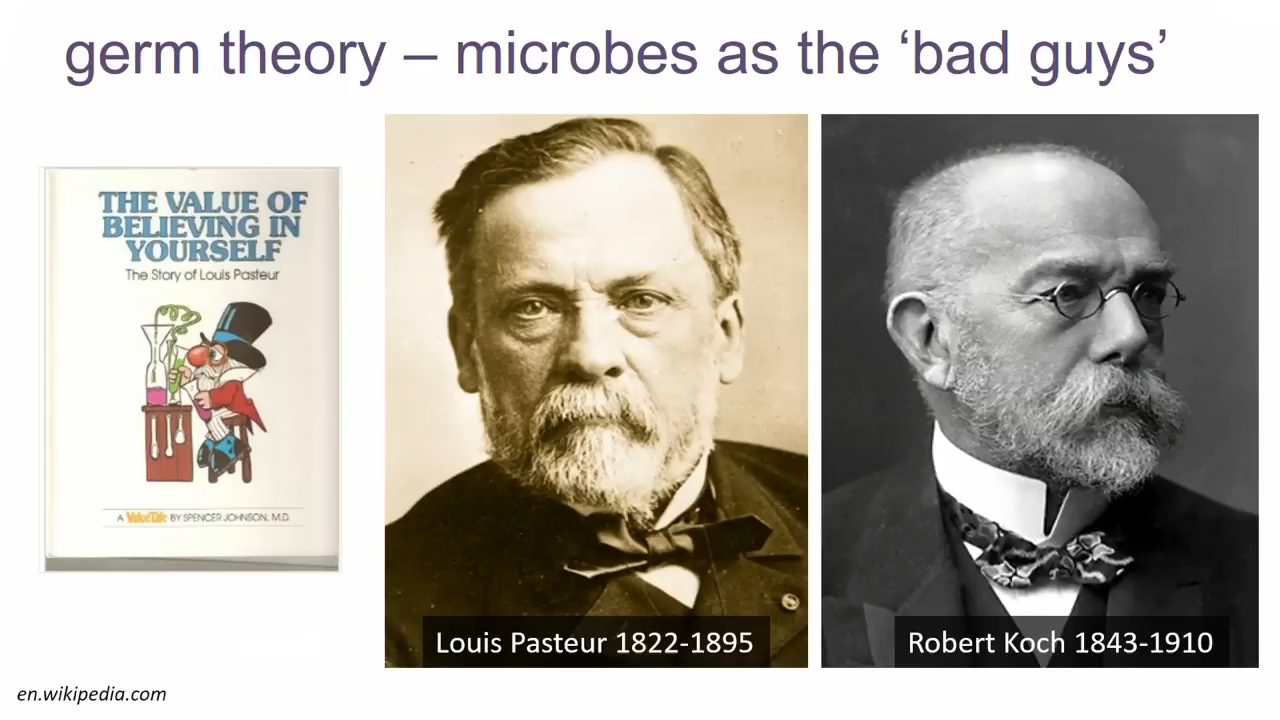 germ theory – microbes as the ‘bad guys’
THE VALUE OF
BELIEVING IN
YOURSELF
The Story of Louis Pasteur
A ValueTale BY SPENCER JOHNSON, M.D.
Louis Pasteur 1822-1895
Robert Koch 1843-1910
en.wikipedia.com